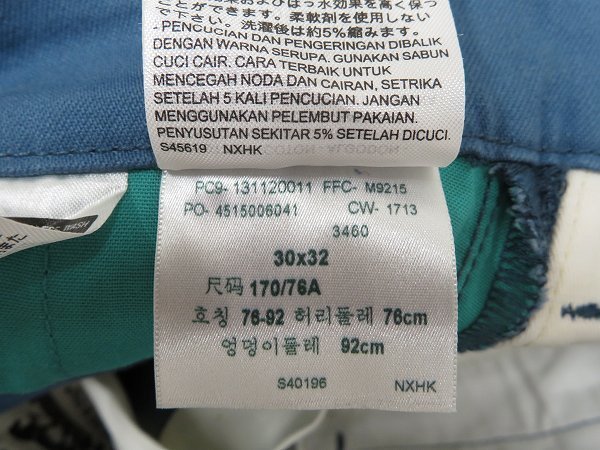 ことができます。柔軟剤を使用しない
。洗濯後は約5%縮みます。
- PENCUCIAN DAN PENGERINGAN DIBALIK
DENGAN WARNA SERUPA. GUNAKAN SABUN
CUCI CAIR. CARA TERBAIK UNTUK
MENCEGAH NODA DAN CAIRAN, SETRIKA
SETELAH 5 KALI PENCUCIAN. JANGAN
MENGGUNAKAN PELEMBUT PAKAIAN.
PENYUSUTAN SEKITAR 5% SETELAH DICUCI.
S45619 NXHK
PC9- 131120011 FFC- M9215
PO- 4515006041 CW- 1713
3460
30x32
尺码 170/76A
호칭 76-92 허리둘레 76cm
엉덩이둘레 92cm
S40196 NXHK
WASH